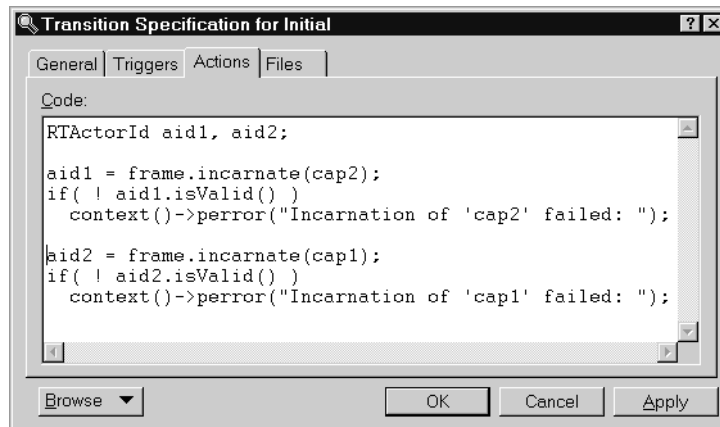 Transition Specification for Initial
General Triggers Actions Files
Code:
RTActorId aid1, aid2;
aid1 = frame.incarnate(cap2);
if( ! aid1.isValid() )
context()->perror("Incarnation of 'cap2' failed: ");
aid2 = frame.incarnate(cap1);
if( ! aid2.isValid() )
context()->perror("Incarnation of 'cap1' failed: ");
Browse OK Cancel Apply